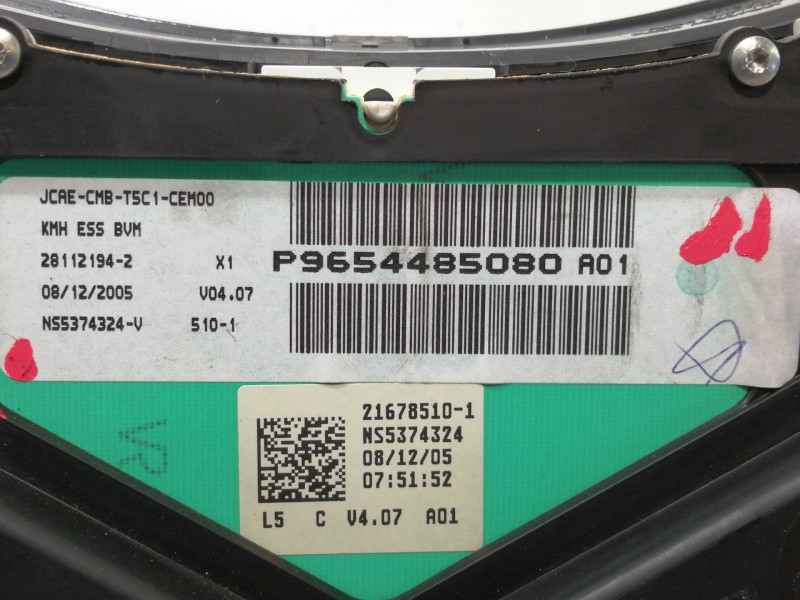 JCAE-CMB-T5C1-CEM00
KMH ESS BVM
28112194-2 X1
P9654485080 A01
08/12/2005 V04.07
NS5374324-V 510-1
21678510-1
NS5374324
08/12/05
07:51:52
L5 C V4.07 A01
VR